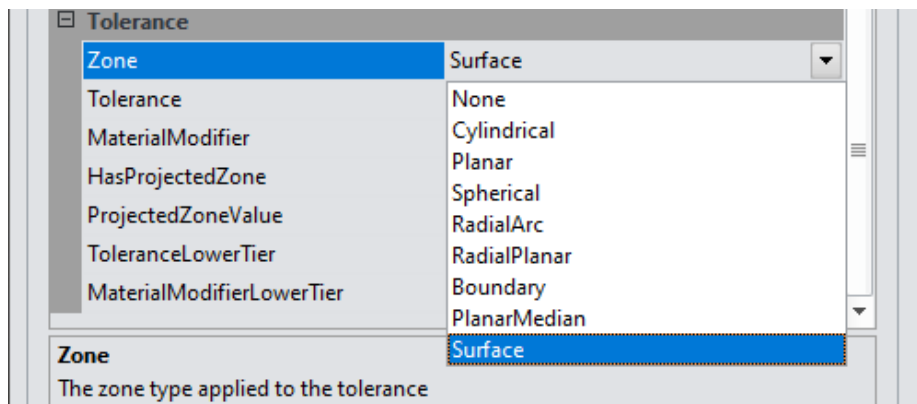 Tolerance
Zone Surface
Tolerance None
MaterialModifier Cylindrical
HasProjectedZone Planar
ProjectedZoneValue Spherical
ToleranceLowerTier RadialArc
MaterialModifierLowerTier RadialPlanar
Boundary
PlanarMedian
Surface
Zone
The zone type applied to the tolerance